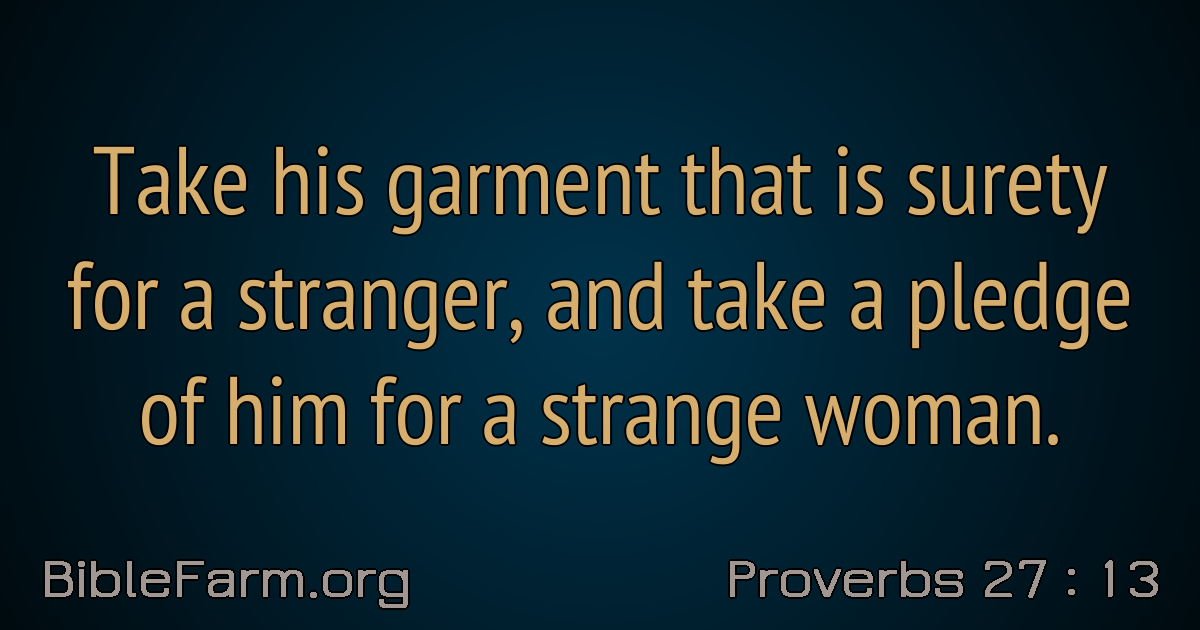 Take his garment that is surety
for a stranger, and take a pledge
of him for a strange woman.
BibleFarm.org
Proverbs 27 : 13